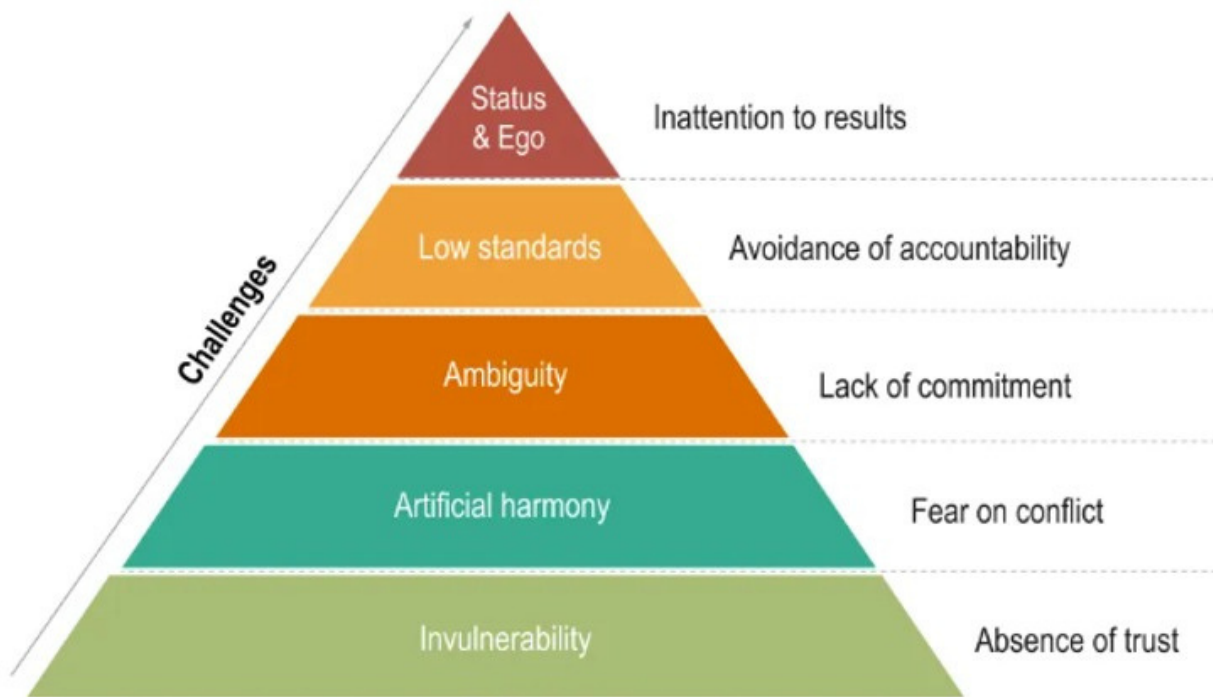 Status
& Ego
Inattention to results
Low standards
Avoidance of accountability
Challenges
Ambiguity
Lack of commitment
Artificial harmony
Fear on conflict
Invulnerability
Absence of trust